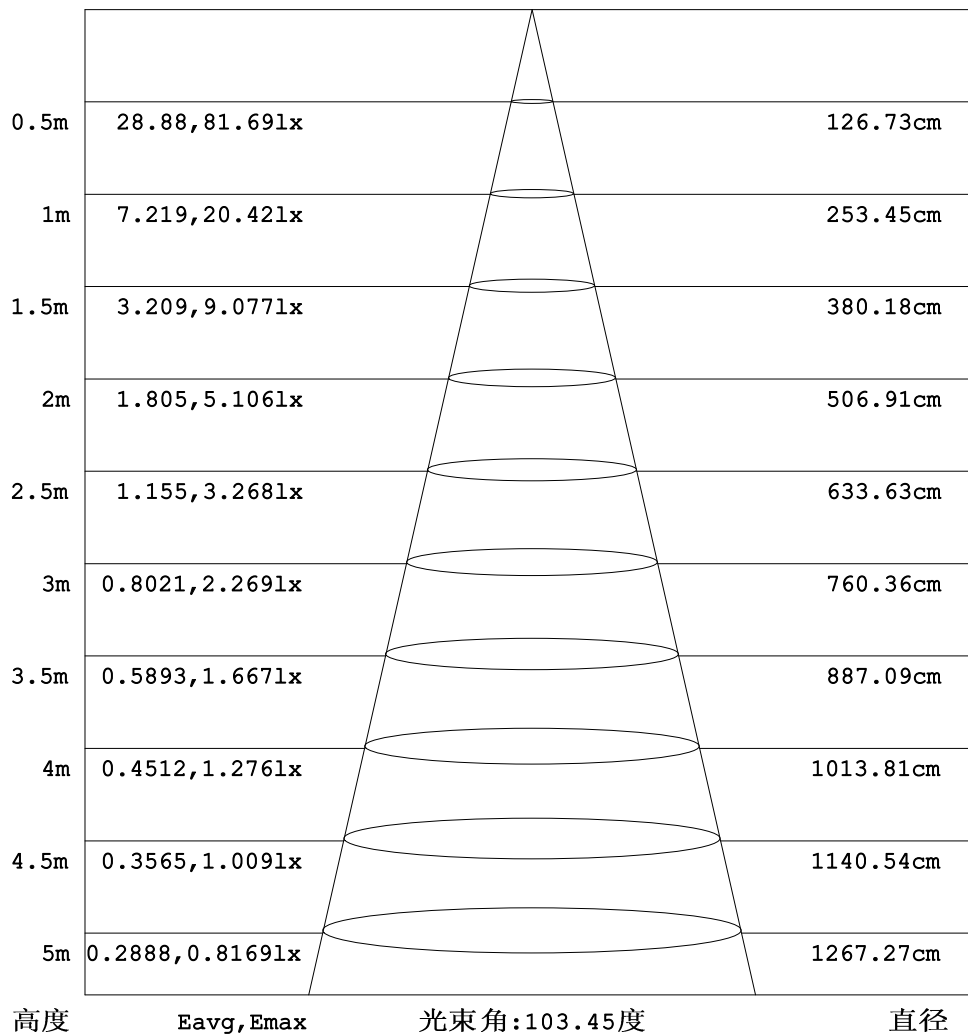 0.5m 28.88,81.69lx 126.73cm
1m 7.219,20.42lx 253.45cm
1.5m 3.209,9.077lx 380.18cm
2m 1.805,5.106lx 506.91cm
2.5m 1.155,3.268lx 633.63cm
3m 0.8021,2.269lx 760.36cm
3.5m 0.5893,1.667lx 887.09cm
4m 0.4512,1.276lx 1013.81cm
4.5m 0.3565,1.009lx 1140.54cm
5m 0.2888,0.8169lx 1267.27cm
高度 Eavg,Emax 光束角:103.45度 直径